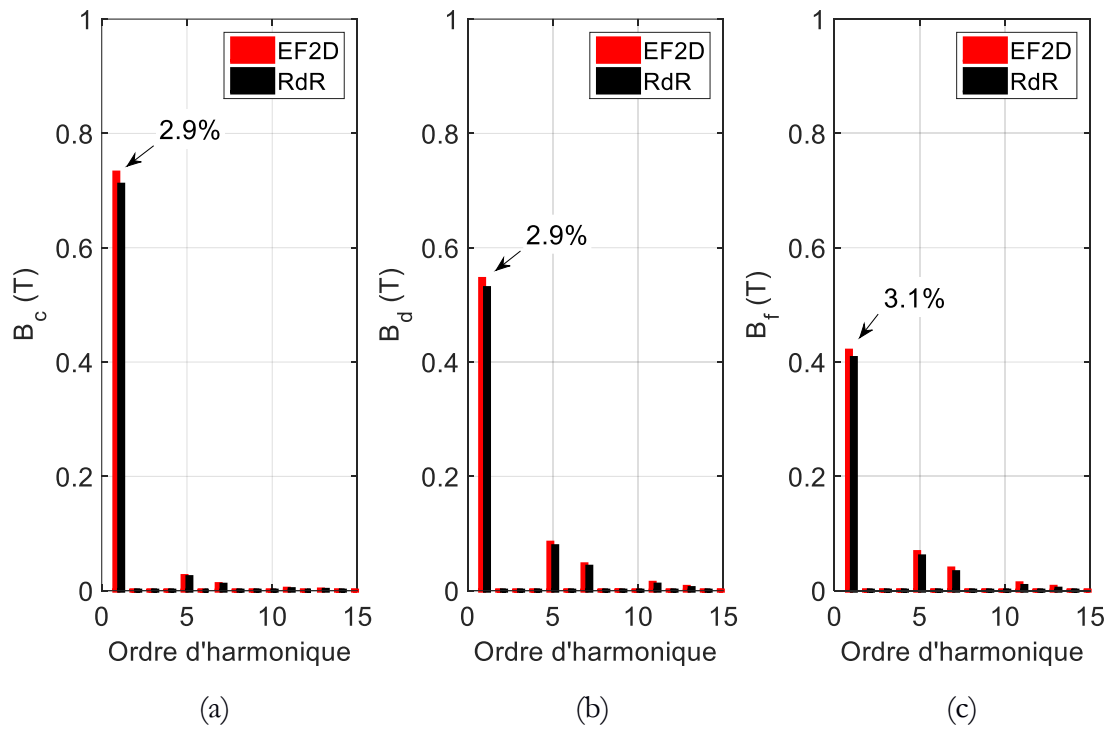 1
0.8
0.6
0.4
0.2
0
B_c (T)
EF2D
RdR
2.9%
0
5
10
15
Ordre d'harmonique
(a)
1
0.8
0.6
0.4
0.2
0
B_d (T)
EF2D
RdR
2.9%
0
5
10
15
Ordre d'harmonique
(b)
1
0.8
0.6
0.4
0.2
0
B_f (T)
EF2D
RdR
3.1%
0
5
10
15
Ordre d'harmonique
(c)